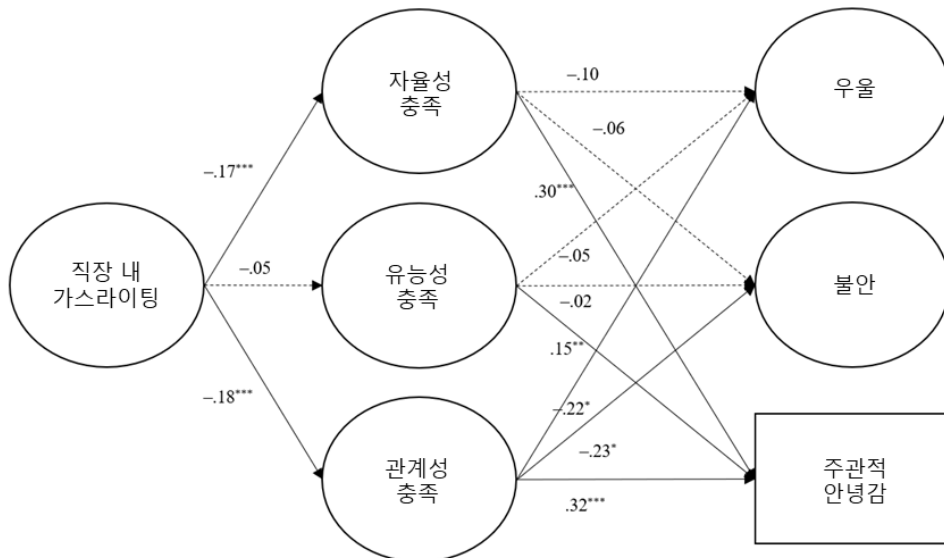 자율성
충족
우울
–.10
–.06
–.17***
.30***
직장 내
가스라이팅
–.05
유능성
충족
–.05
–.02
불안
.15**
–.18***
–.22*
–.23*
관계성
충족
.32***
주관적
안녕감